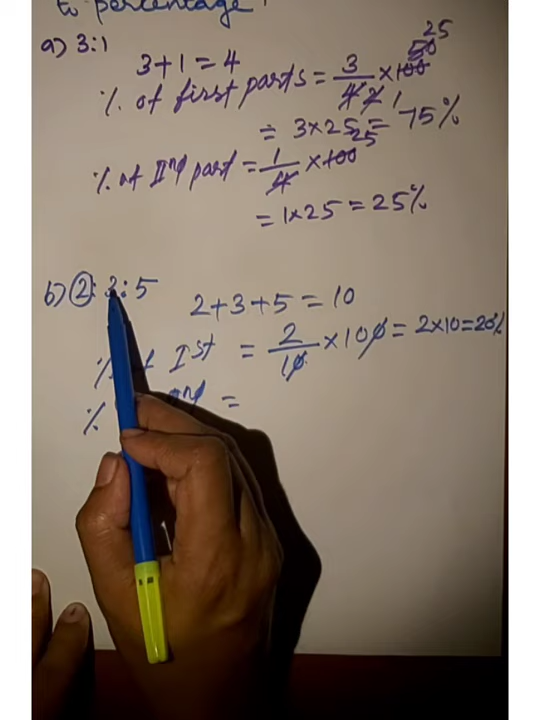 to percentage
a) 3:1
3+1 = 4
% of first parts = 3/4 × 100
= 3×25 = 75%
% of IInd part = 1/4 × 100
= 1×25 = 25%
b) 2:3:5
2+3+5 = 10
% Ist = 2/10 × 100 = 2×10=20%
% nd =